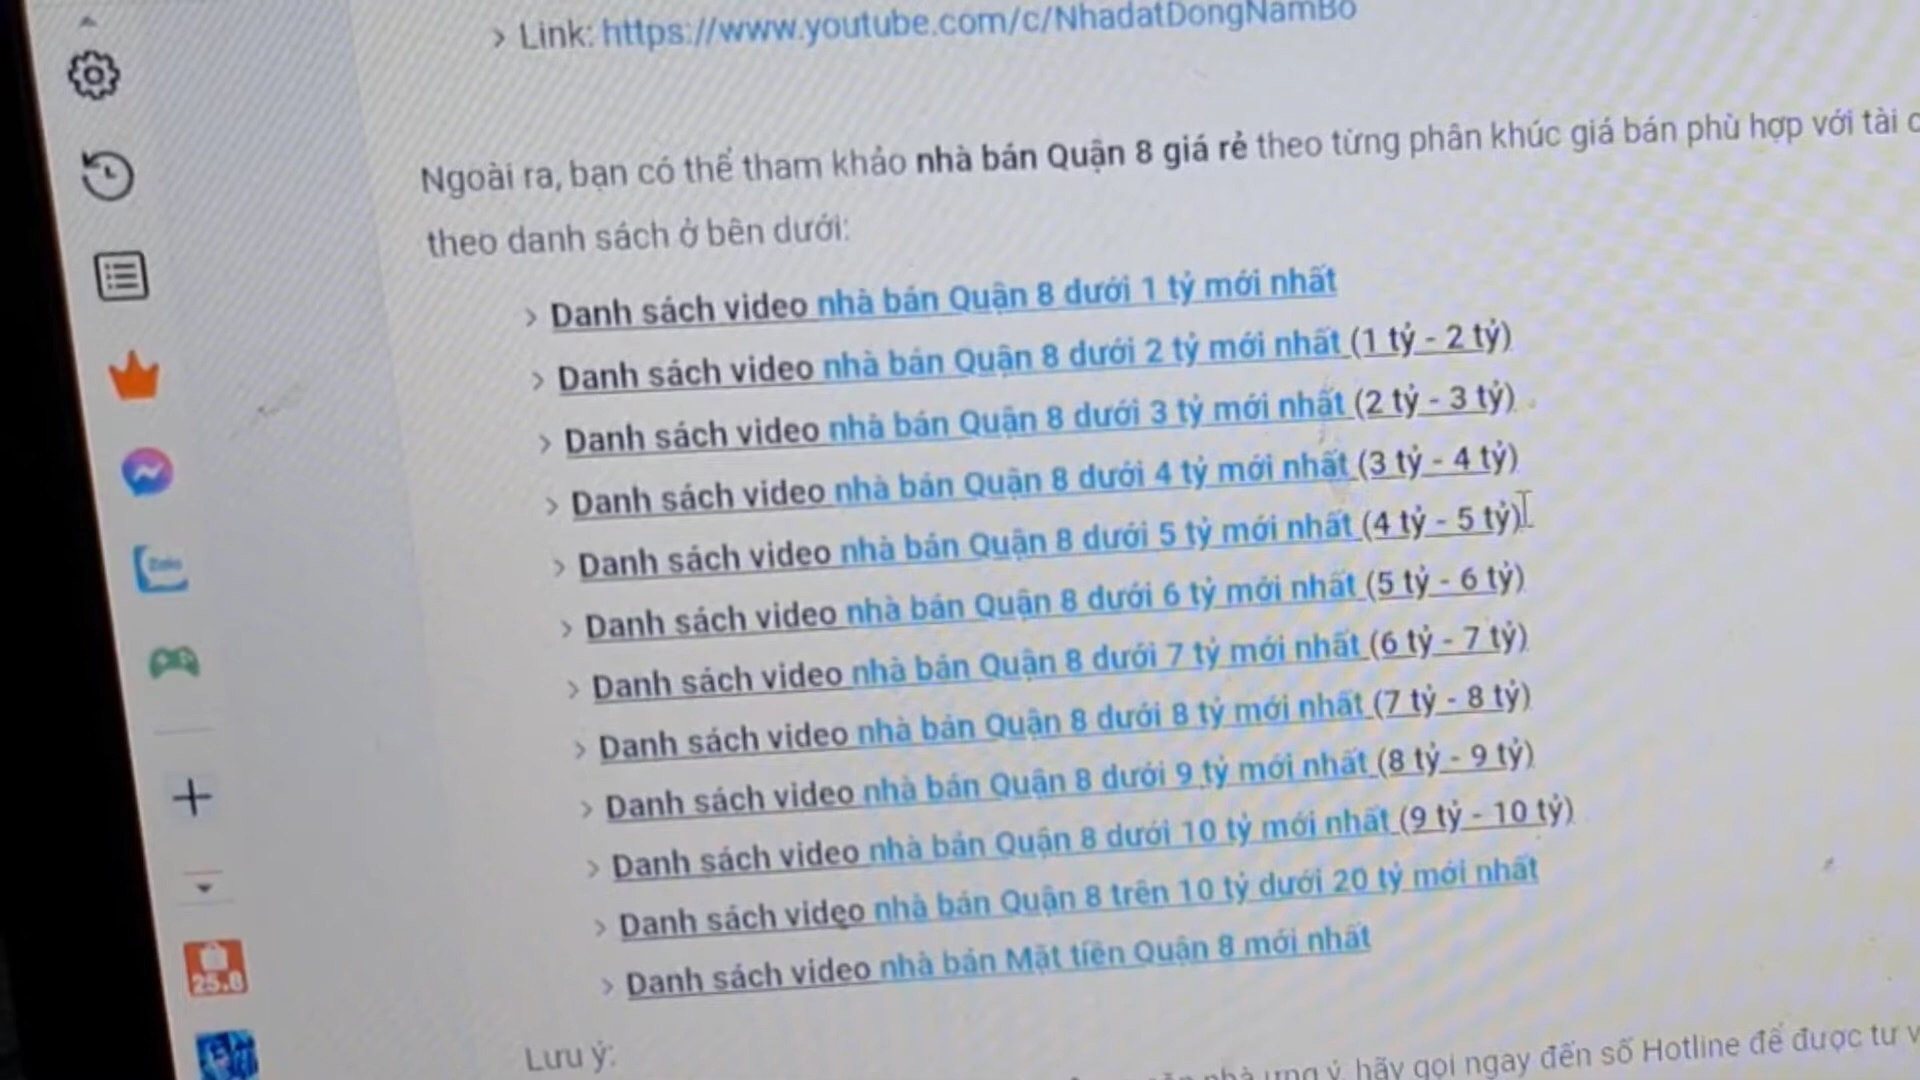 > Link: https://www.youtube.com/c/NhadatDongNamBo
Ngoài ra, bạn có thể tham khảo nhà bán Quận 8 giá rẻ theo từng phân khúc giá bán phù hợp với tài
theo danh sách ở bên dưới:
> Danh sách video nhà bán Quận 8 dưới 1 tỷ mới nhất
> Danh sách video nhà bán Quận 8 dưới 2 tỷ mới nhất (1 tỷ - 2 tỷ)
> Danh sách video nhà bán Quận 8 dưới 3 tỷ mới nhất (2 tỷ - 3 tỷ)
> Danh sách video nhà bán Quận 8 dưới 4 tỷ mới nhất (3 tỷ - 4 tỷ)
> Danh sách video nhà bán Quận 8 dưới 5 tỷ mới nhất (4 tỷ - 5 tỷ)
> Danh sách video nhà bán Quận 8 dưới 6 tỷ mới nhất (5 tỷ - 6 tỷ)
> Danh sách video nhà bán Quận 8 dưới 7 tỷ mới nhất (6 tỷ - 7 tỷ)
> Danh sách video nhà bán Quận 8 dưới 8 tỷ mới nhất (7 tỷ - 8 tỷ)
> Danh sách video nhà bán Quận 8 dưới 9 tỷ mới nhất (8 tỷ - 9 tỷ)
> Danh sách video nhà bán Quận 8 dưới 10 tỷ mới nhất (9 tỷ - 10 tỷ)
> Danh sách video nhà bán Quận 8 trên 10 tỷ dưới 20 tỷ mới nhất
> Danh sách video nhà bán Mặt tiền Quận 8 mới nhất
Lưu ý:
nhà ưng ý, hãy gọi ngay đến số Hotline để được tư
Zalo
25.8